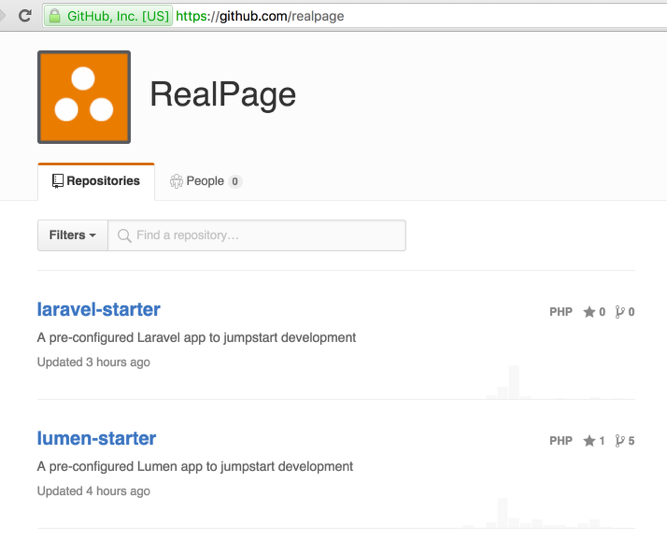 GitHub, Inc. [US] https://github.com/realpage
RealPage
Repositories People 0
Filters Find a repository…
laravel-starter PHP 0 0
A pre-configured Laravel app to jumpstart development
Updated 3 hours ago
lumen-starter PHP 1 5
A pre-configured Lumen app to jumpstart development
Updated 4 hours ago